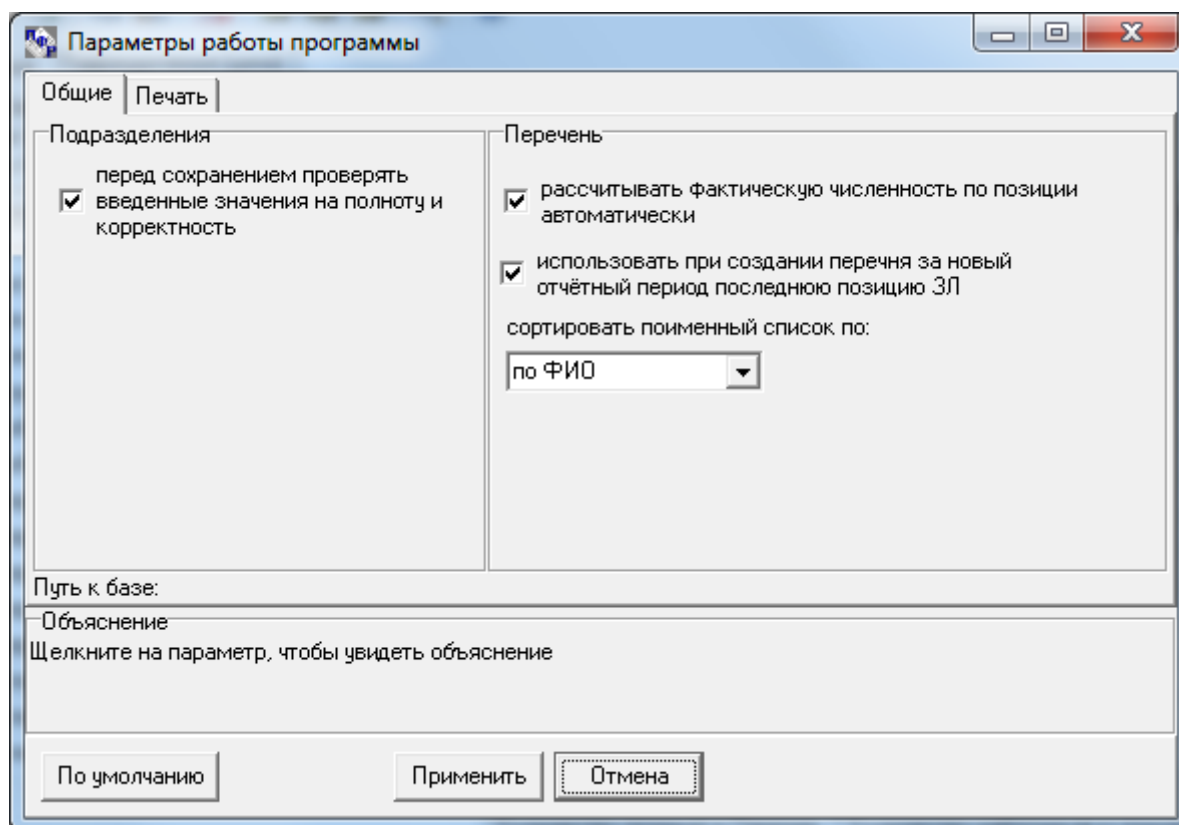 Параметры работы программы
Общие
Печать
Подразделения
перед сохранением проверять
введенные значения на полноту и
корректность
Перечень
рассчитывать фактическую численность по позиции
автоматически
использовать при создании перечня за новый
отчётный период последнюю позицию ЗЛ
сортировать поименный список по:
по ФИО
Путь к базе:
Объяснение
Щелкните на параметр, чтобы увидеть объяснение
По умолчанию
Применить
Отмена